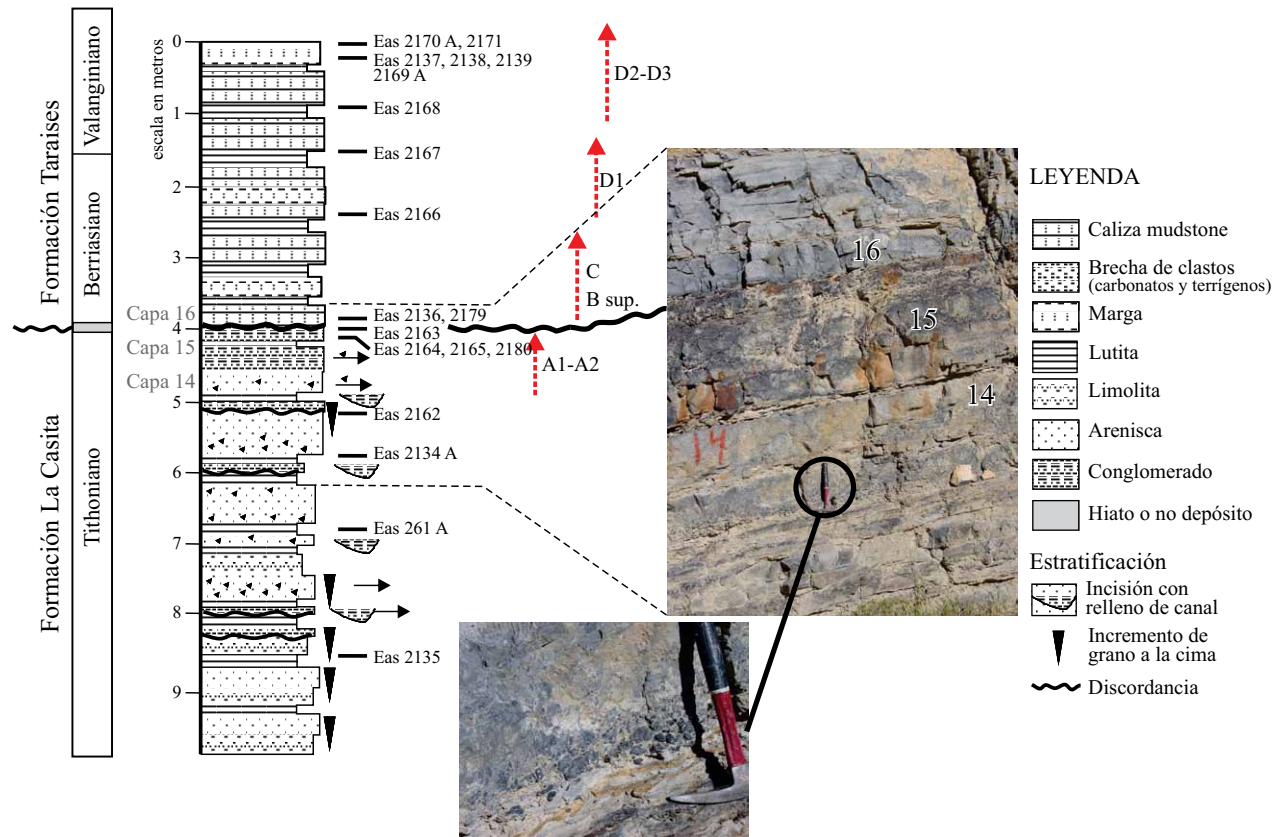 Formación Taraises
Formación La Casita
Valanginiano
Berriasiano
Tithoniano
escala en metros
0
1
2
3
4
5
6
7
8
9
Capa 16
Capa 15
Capa 14
Eas 2170 A, 2171
Eas 2137, 2138, 2139
2169 A
Eas 2168
Eas 2167
Eas 2166
Eas 2136, 2179
Eas 2163
Eas 2164, 2165, 2180
Eas 2162
Eas 2134 A
Eas 261 A
Eas 2135
D2-D3
D1
C
B sup.
A1-A2
16
15
14
14
LEYENDA
Caliza mudstone
Brecha de clastos
(carbonatos y terrígenos)
Marga
Lutita
Limolita
Arenisca
Conglomerado
Hiato o no depósito
Estratificación
Incisión con
relleno de canal
Incremento de
grano a la cima
Discordancia